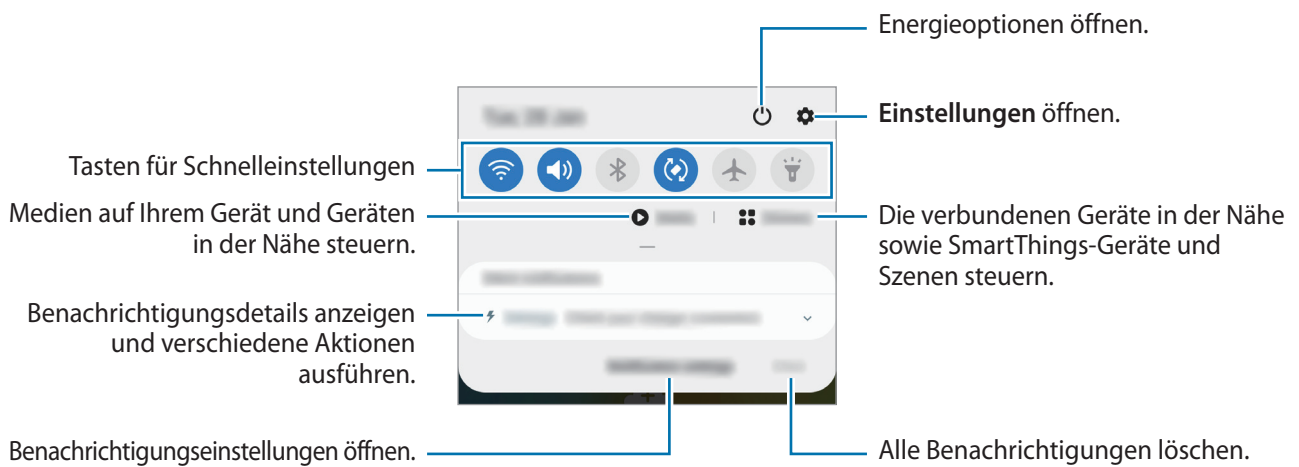 Energieoptionen öffnen.
Einstellungen öffnen.
Tasten für Schnelleinstellungen
Medien auf Ihrem Gerät und Geräten
in der Nähe steuern.
Die verbundenen Geräte in der Nähe
sowie SmartThings-Geräte und
Szenen steuern.
Benachrichtigungsdetails anzeigen
und verschiedene Aktionen
ausführen.
Benachrichtigungseinstellungen öffnen.
Alle Benachrichtigungen löschen.